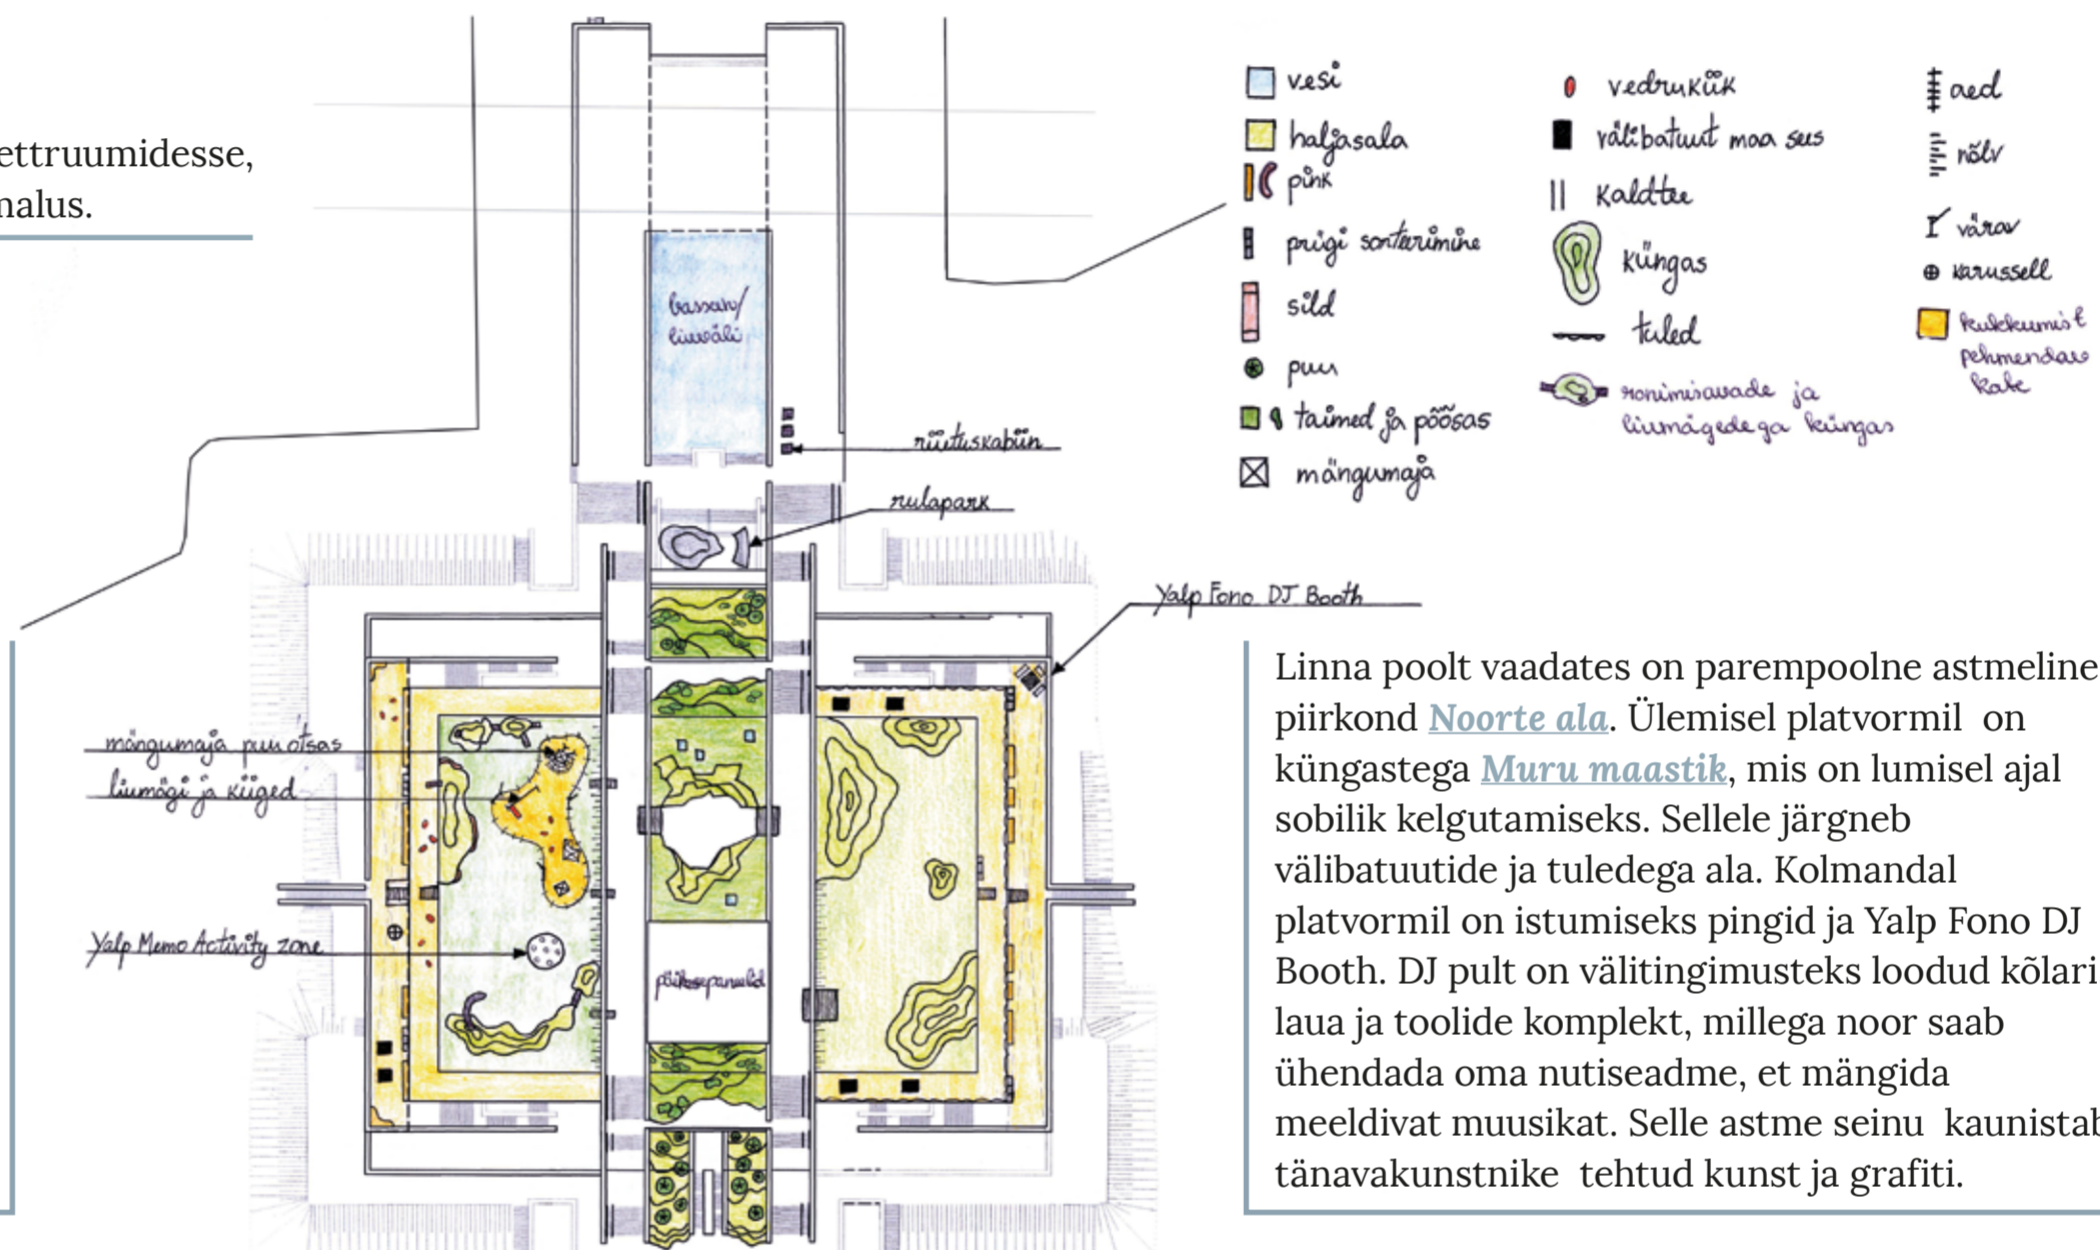 ettruumidesse,
malus.
vesi
haljasala
pink
prügi sorteerimine
sild
puu
taimed ja põõsas
mängumaja
vedrukiik
välibatuut maa sees
kaldtee
küngas
tuled
ronimisavade ja
liumägedega küngas
aed
nõlv
värav
karussell
kukkumist
pehmendav
kate
bassein/
liuväli
riietuskabiin
rulapark
Yalp Fono DJ Booth
mängumaja puu otsas
liumägi ja kiiged
Yalp Memo Activity zone
päikesepaneelid
Linna poolt vaadates on parempoolne astmeline
piirkond Noorte ala. Ülemisel platvormil on
küngastega Muru maastik, mis on lumisel ajal
sobilik kelgutamiseks. Sellele järgneb
välibatuutide ja tuledega ala. Kolmandal
platvormil on istumiseks pingid ja Yalp Fono DJ
Booth. DJ pult on välitingimusteks loodud kõlari
laua ja toolide komplekt, millega noor saab
ühendada oma nutiseadme, et mängida
meeldivat muusikat. Selle astme seinu kaunistab
tänavakunstnike tehtud kunst ja grafiti.